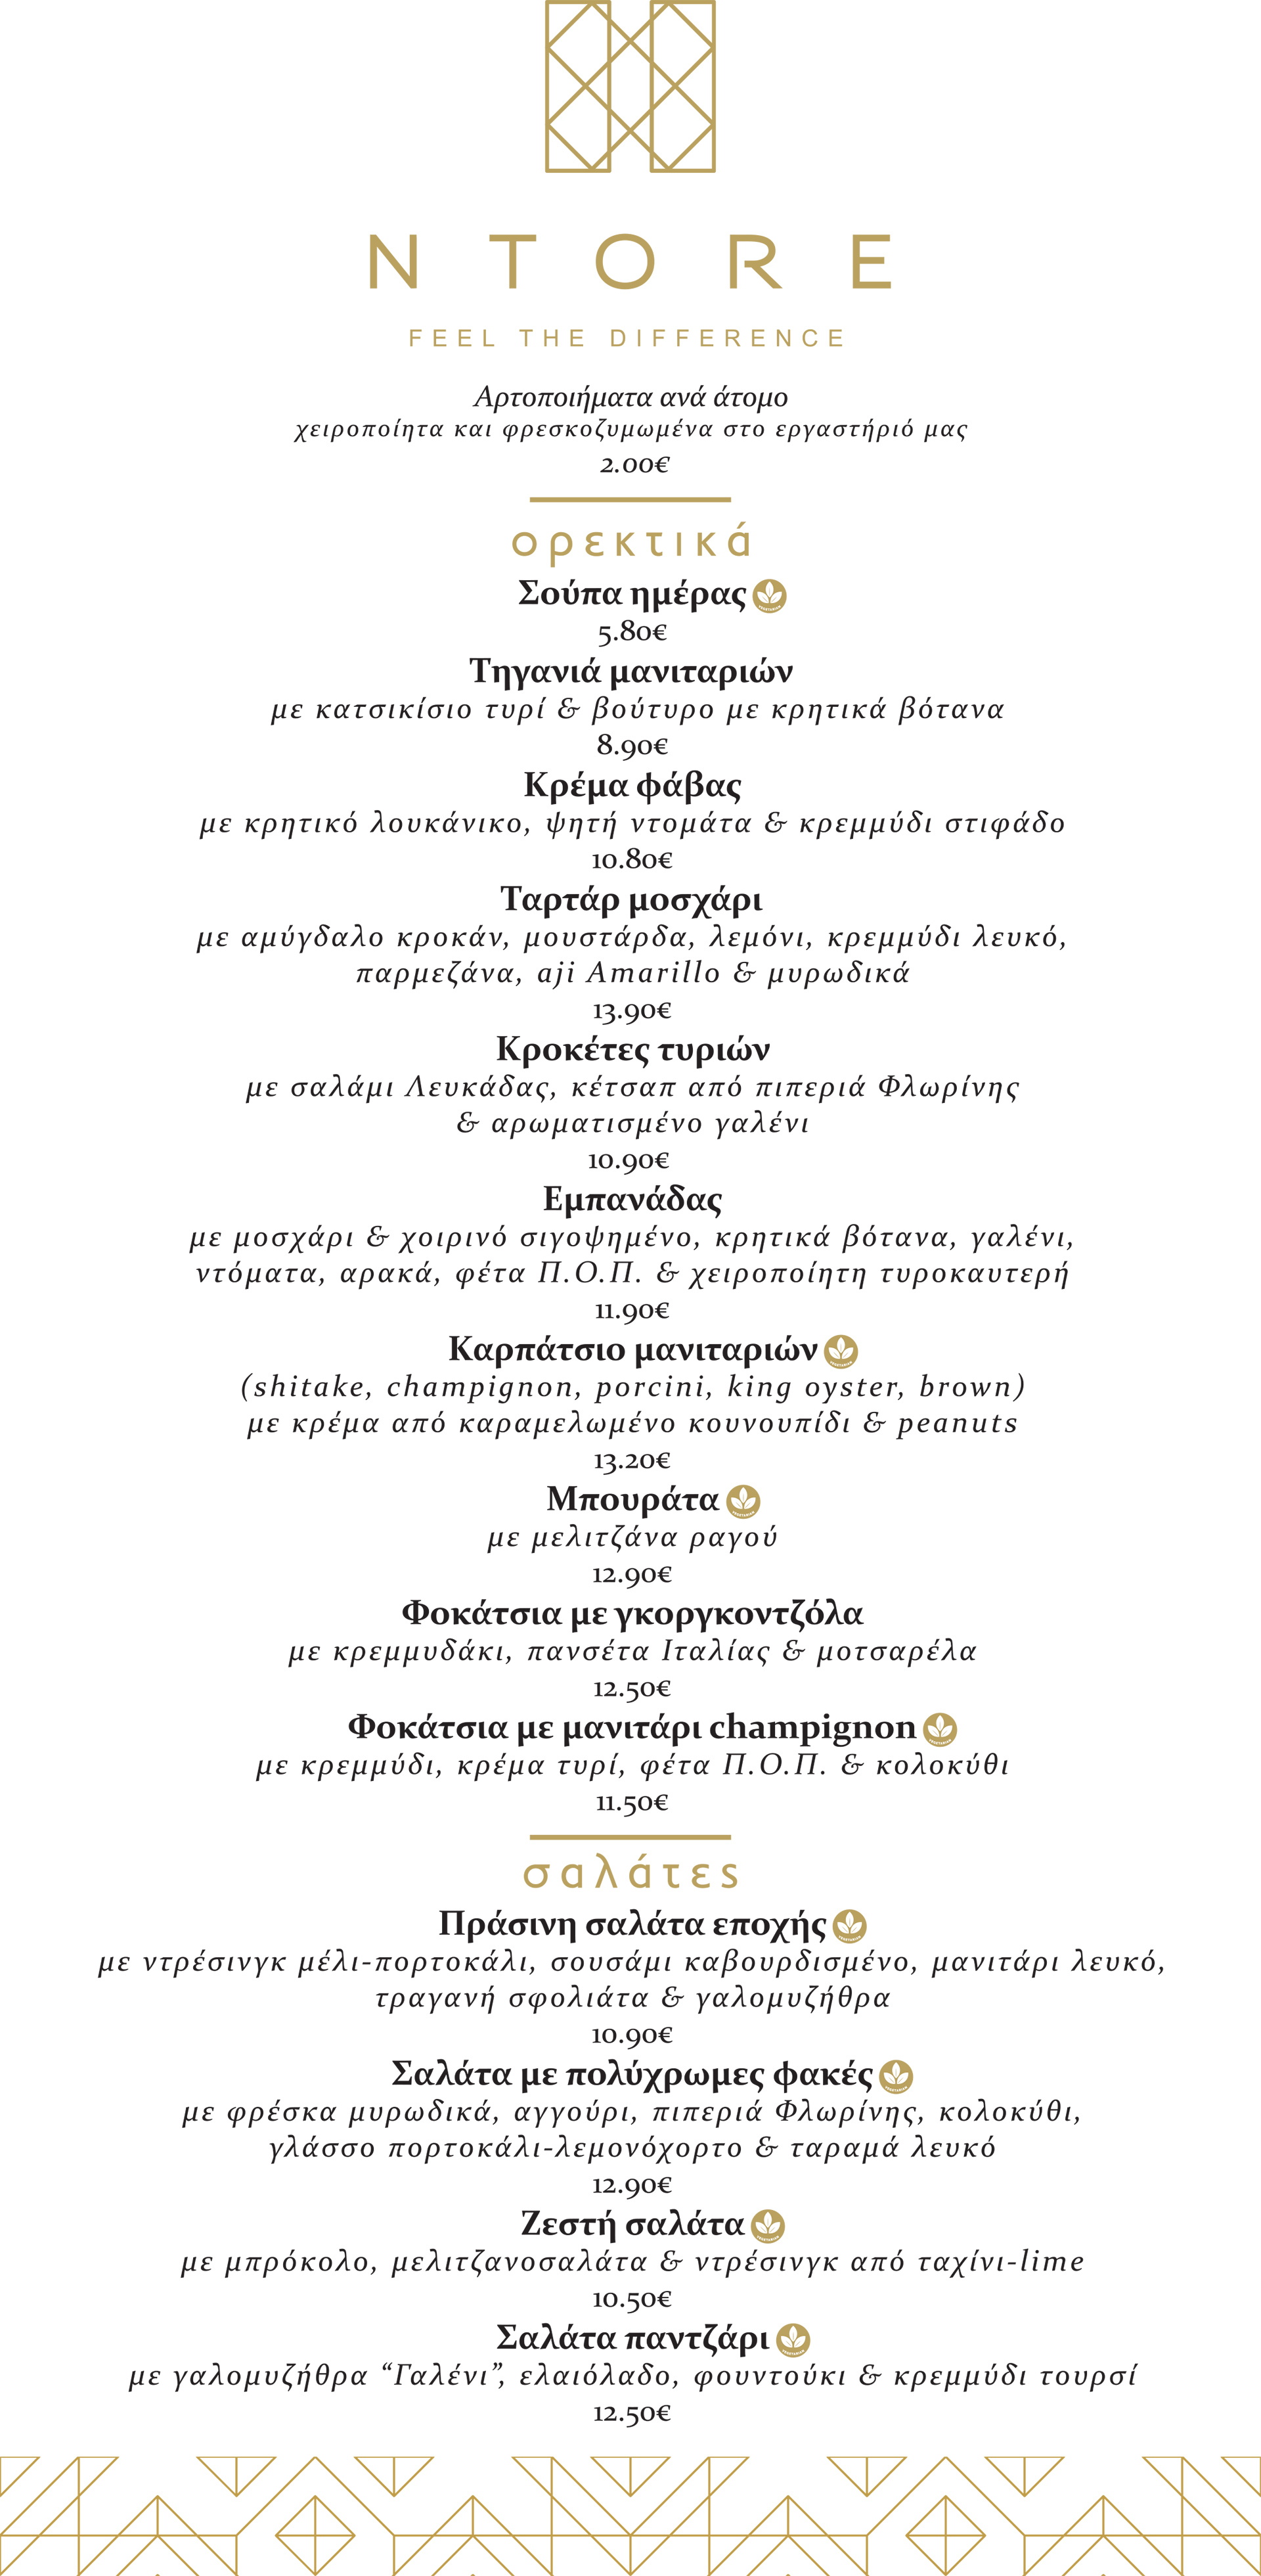 NTORE
FEEL THE DIFFERENCE
Αρτοποιήματα ανά άτομο
χειροποίητα και φρεσκοζυμωμένα στο εργαστήριό μας
2.00€
ορεκτικά
Σούπα ημέρας VEGETARIAN
5.80€
Τηγανιά μανιταριών
με κατσικίσιο τυρί & βούτυρο με κρητικά βότανα
8.90€
Κρέμα φάβας
με κρητικό λουκάνικο, ψητή ντομάτα & κρεμμύδι στιφάδο
10.80€
Ταρτάρ μοσχάρι
με αμύγδαλο κροκάν, μουστάρδα, λεμόνι, κρεμμύδι λευκό,
παρμεζάνα, aji Amarillo & μυρωδικά
13.90€
Κροκέτες τυριών
με σαλάμι Λευκάδας, κέτσαπ από πιπεριά Φλωρίνης
& αρωματισμένο γαλένι
10.90€
Εμπανάδας
με μοσχάρι & χοιρινό σιγοψημένο, κρητικά βότανα, γαλένι,
ντόματα, αρακά, φέτα Π.Ο.Π. & χειροποίητη τυροκαυτερή
11.90€
Καρπάτσιο μανιταριών VEGETARIAN
(shitake, champignon, porcini, king oyster, brown)
με κρέμα από καραμελωμένο κουνουπίδι & peanuts
13.20€
Μπουράτα VEGETARIAN
με μελιτζάνα ραγού
12.90€
Φοκάτσια με γκοργκοντζόλα
με κρεμμυδάκι, πανσέτα Ιταλίας & μοτσαρέλα
12.50€
Φοκάτσια με μανιτάρι champignon VEGETARIAN
με κρεμμύδι, κρέμα τυρί, φέτα Π.Ο.Π. & κολοκύθι
11.50€
σαλάτες
Πράσινη σαλάτα εποχής VEGETARIAN
με ντρέσινγκ μέλι-πορτοκάλι, σουσάμι καβουρδισμένο, μανιτάρι λευκό,
τραγανή σφολιάτα & γαλομυζήθρα
10.90€
Σαλάτα με πολύχρωμες φακές VEGETARIAN
με φρέσκα μυρωδικά, αγγούρι, πιπεριά Φλωρίνης, κολοκύθι,
γλάσσο πορτοκάλι-λεμονόχορτο & ταραμά λευκό
12.90€
Ζεστή σαλάτα VEGETARIAN
με μπρόκολο, μελιτζανοσαλάτα & ντρέσινγκ από ταχίνι-lime
10.50€
Σαλάτα παντζάρι VEGETARIAN
με γαλομυζήθρα “Γαλένι”, ελαιόλαδο, φουντούκι & κρεμμύδι τουρσί
12.50€